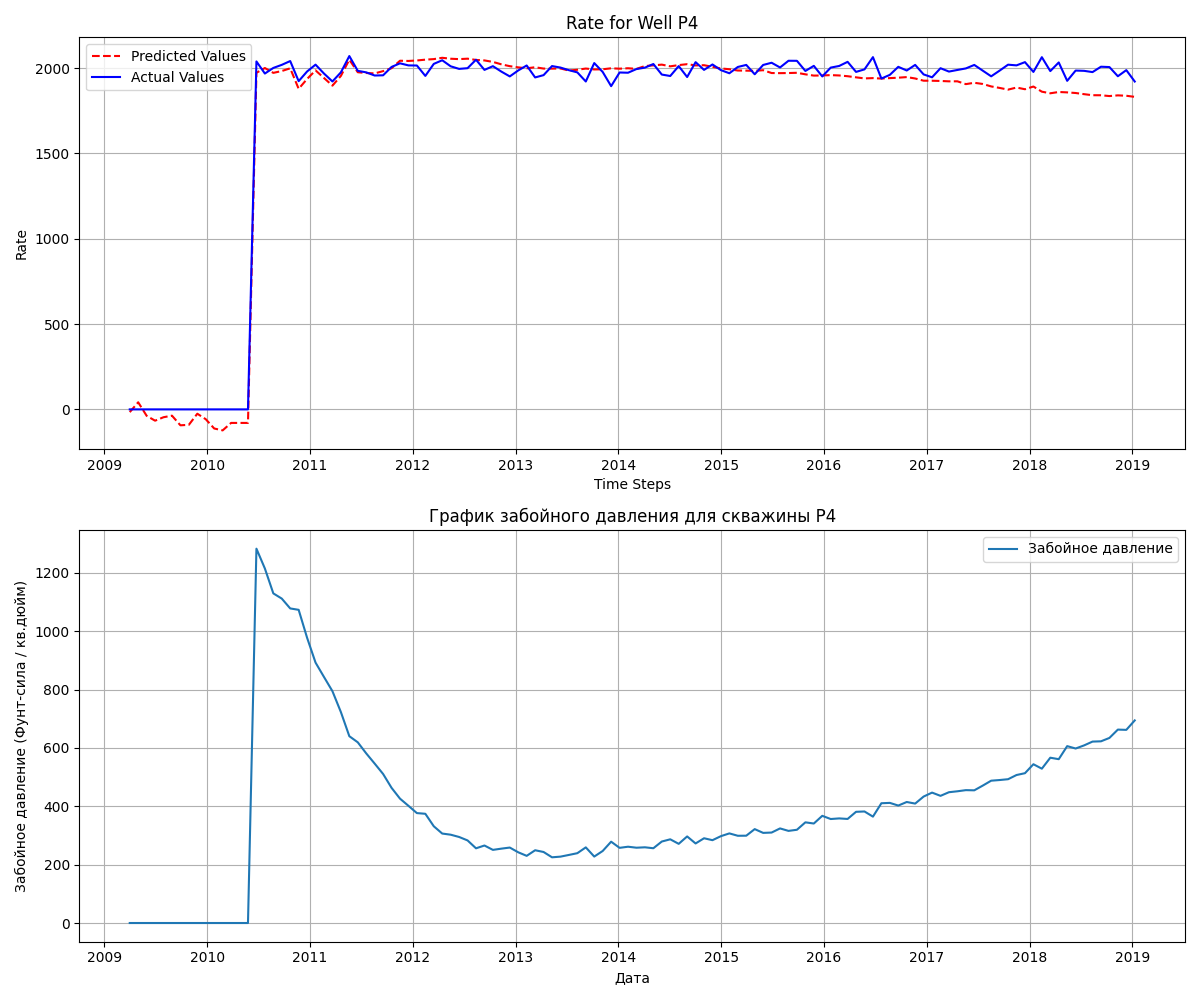 Rate for Well P4
Predicted Values
Actual Values
2000
1500
1000
500
0
Rate
2009 2010 2011 2012 2013 2014 2015 2016 2017 2018 2019
Time Steps
График забойного давления для скважины P4
Забойное давление
1200
1000
800
600
400
200
0
Забойное давление (Фунт-сила / кв.дюйм)
2009 2010 2011 2012 2013 2014 2015 2016 2017 2018 2019
Дата